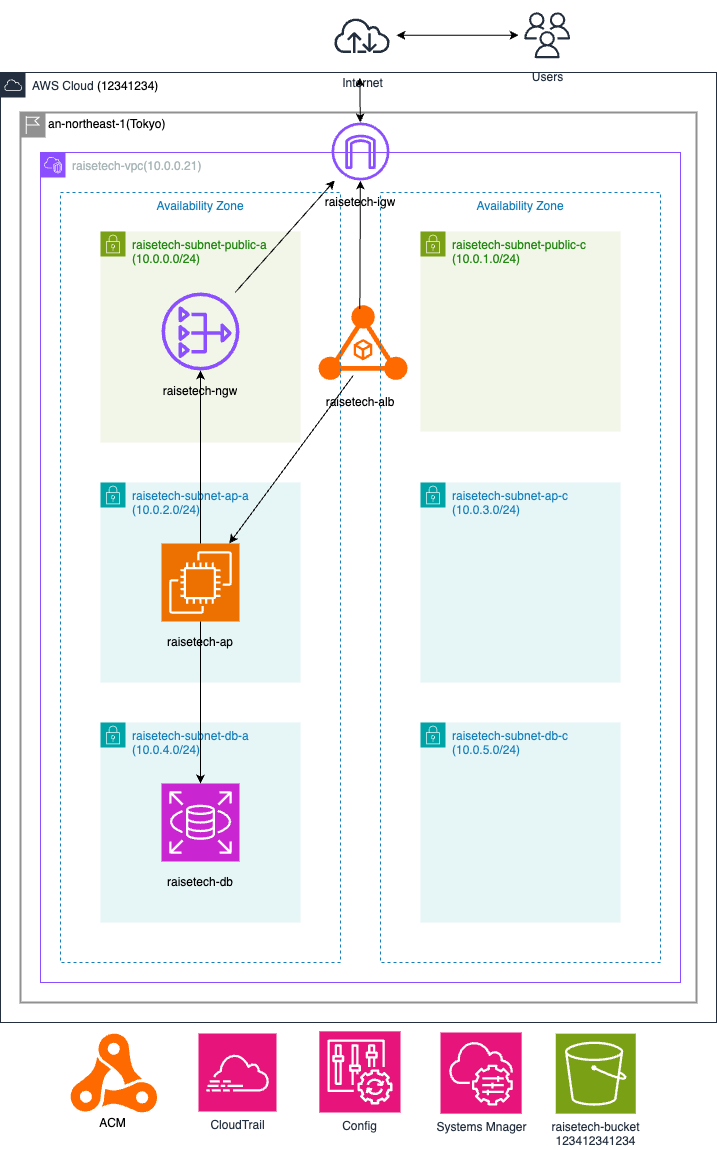 Internet
Users
AWS Cloud (12341234)
an-northeast-1(Tokyo)
raisetech-vpc(10.0.0.21)
raisetech-igw
Availability Zone
Availability Zone
raisetech-subnet-public-a
(10.0.0.0/24)
raisetech-subnet-public-c
(10.0.1.0/24)
raisetech-ngw
raisetech-alb
raisetech-subnet-ap-a
(10.0.2.0/24)
raisetech-subnet-ap-c
(10.0.3.0/24)
raisetech-ap
raisetech-subnet-db-a
(10.0.4.0/24)
raisetech-subnet-db-c
(10.0.5.0/24)
raisetech-db
ACM
CloudTrail
Config
Systems Mnager
raisetech-bucket
123412341234